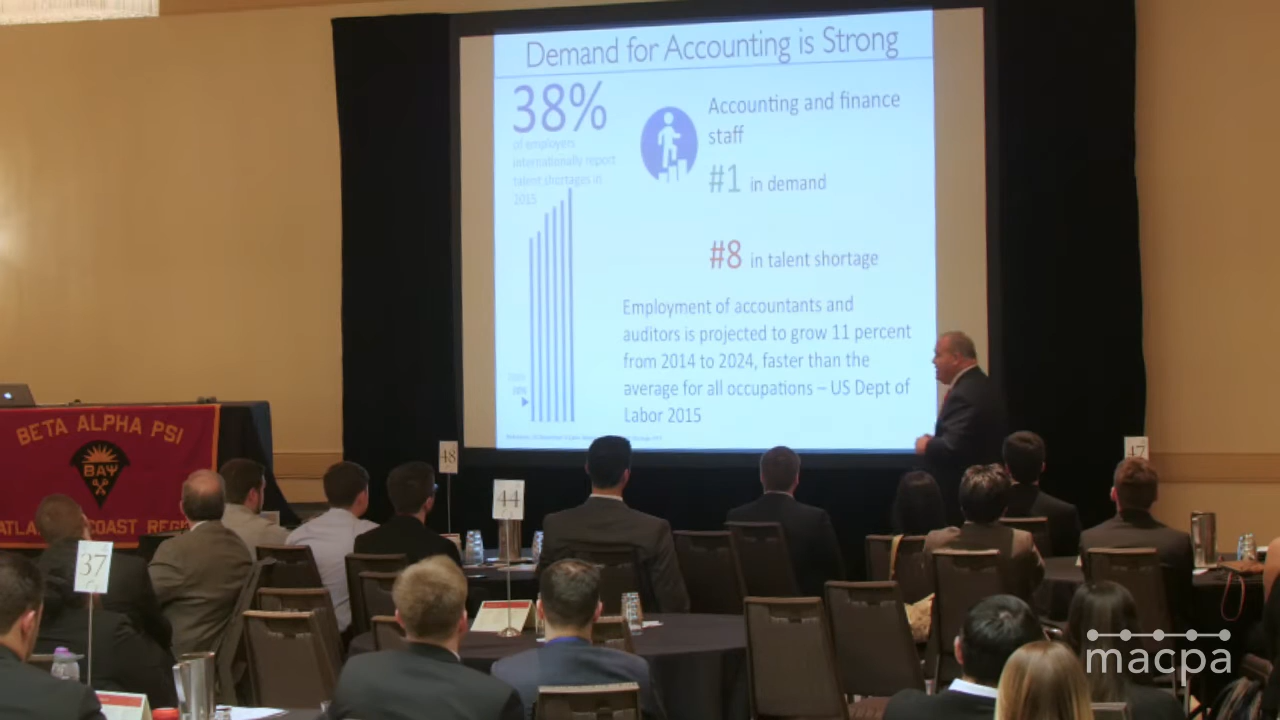 Demand for Accounting is Strong
38%
of employers
internationally report
talent shortages in
2015
Accounting and finance
staff
#1 in demand
#8 in talent shortage
Employment of accountants and
auditors is projected to grow 11 percent
from 2014 to 2024, faster than the
average for all occupations – US Dept of
Labor 2015
BETA ALPHA PSI
BAΨ
COAST
48
44
47
37
macpa